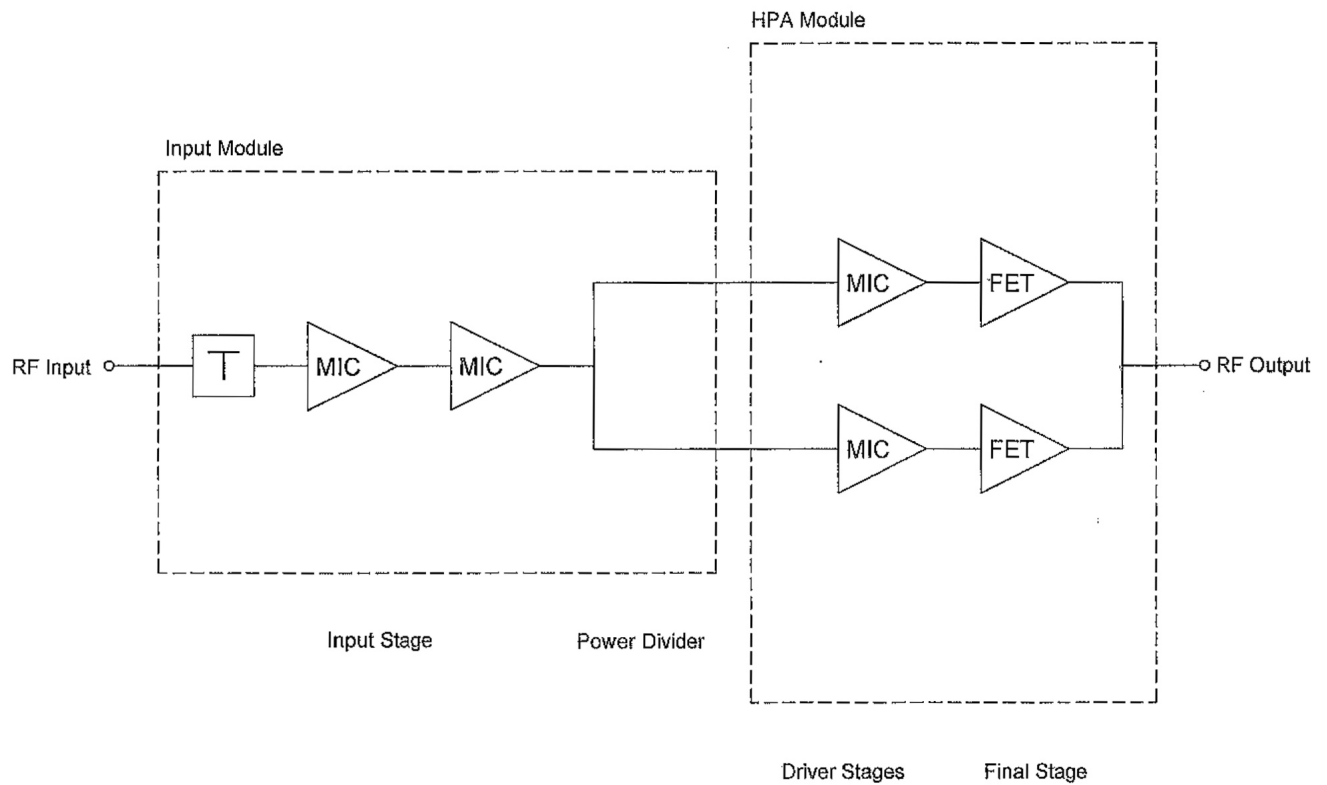 HPA Module
Input Module
MIC FET
RF Input T MIC MIC RF Output
MIC FET
Input Stage Power Divider
Driver Stages Final Stage